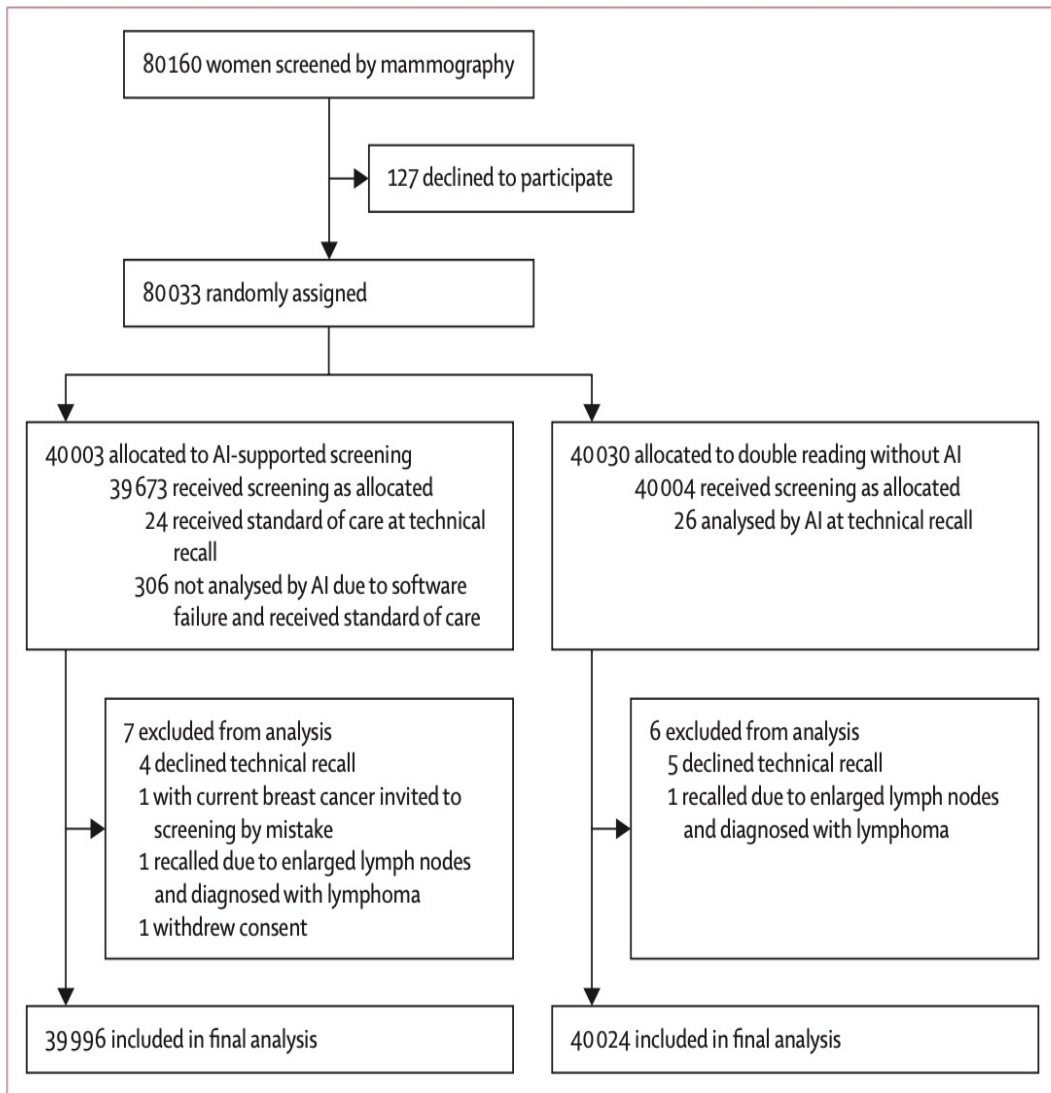 80 160 women screened by mammography
127 declined to participate
80 033 randomly assigned
40 003 allocated to AI-supported screening
39 673 received screening as allocated
24 received standard of care at technical
recall
306 not analysed by AI due to software
failure and received standard of care
40 030 allocated to double reading without AI
40 004 received screening as allocated
26 analysed by AI at technical recall
7 excluded from analysis
4 declined technical recall
1 with current breast cancer invited to
screening by mistake
1 recalled due to enlarged lymph nodes
and diagnosed with lymphoma
1 withdrew consent
6 excluded from analysis
5 declined technical recall
1 recalled due to enlarged lymph nodes
and diagnosed with lymphoma
39 996 included in final analysis
40 024 included in final analysis